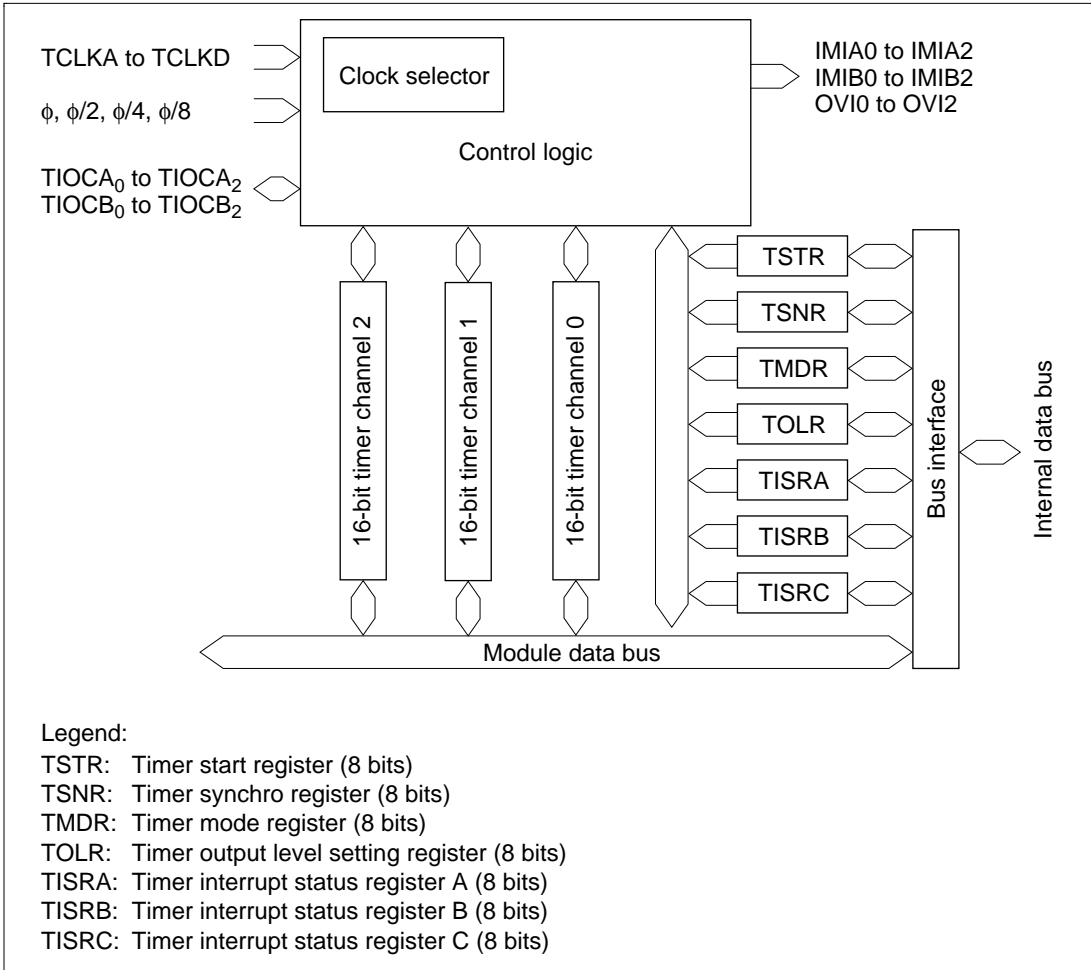 TCLKA to TCLKD
ϕ, ϕ/2, ϕ/4, ϕ/8
TIOCA0 to TIOCA2
TIOCB0 to TIOCB2
Clock selector
Control logic
IMIA0 to IMIA2
IMIB0 to IMIB2
OVI0 to OVI2
16-bit timer channel 2
16-bit timer channel 1
16-bit timer channel 0
TSTR
TSNR
TMDR
TOLR
TISRA
TISRB
TISRC
Bus interface
Internal data bus
Module data bus
Legend:
TSTR: Timer start register (8 bits)
TSNR: Timer synchro register (8 bits)
TMDR: Timer mode register (8 bits)
TOLR: Timer output level setting register (8 bits)
TISRA: Timer interrupt status register A (8 bits)
TISRB: Timer interrupt status register B (8 bits)
TISRC: Timer interrupt status register C (8 bits)